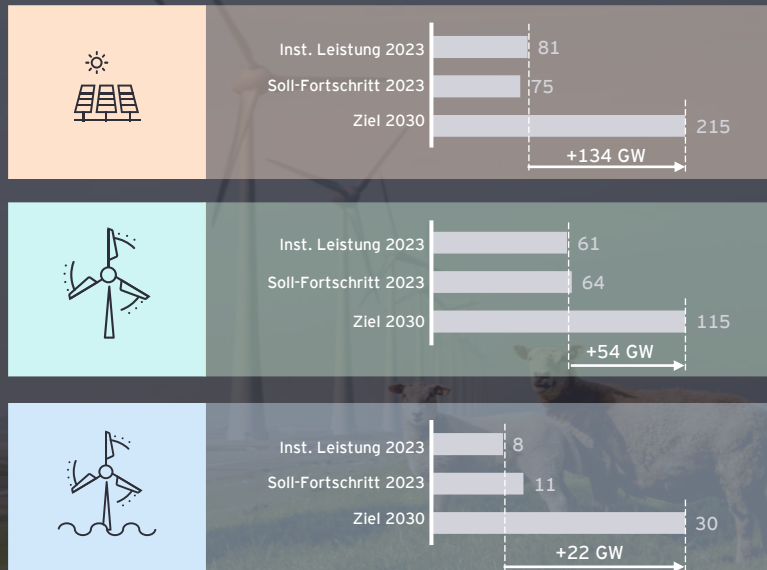 Inst. Leistung 2023 81
Soll-Fortschritt 2023 75
Ziel 2030 215
+134 GW
Inst. Leistung 2023 61
Soll-Fortschritt 2023 64
Ziel 2030 115
+54 GW
Inst. Leistung 2023 8
Soll-Fortschritt 2023 11
Ziel 2030 30
+22 GW